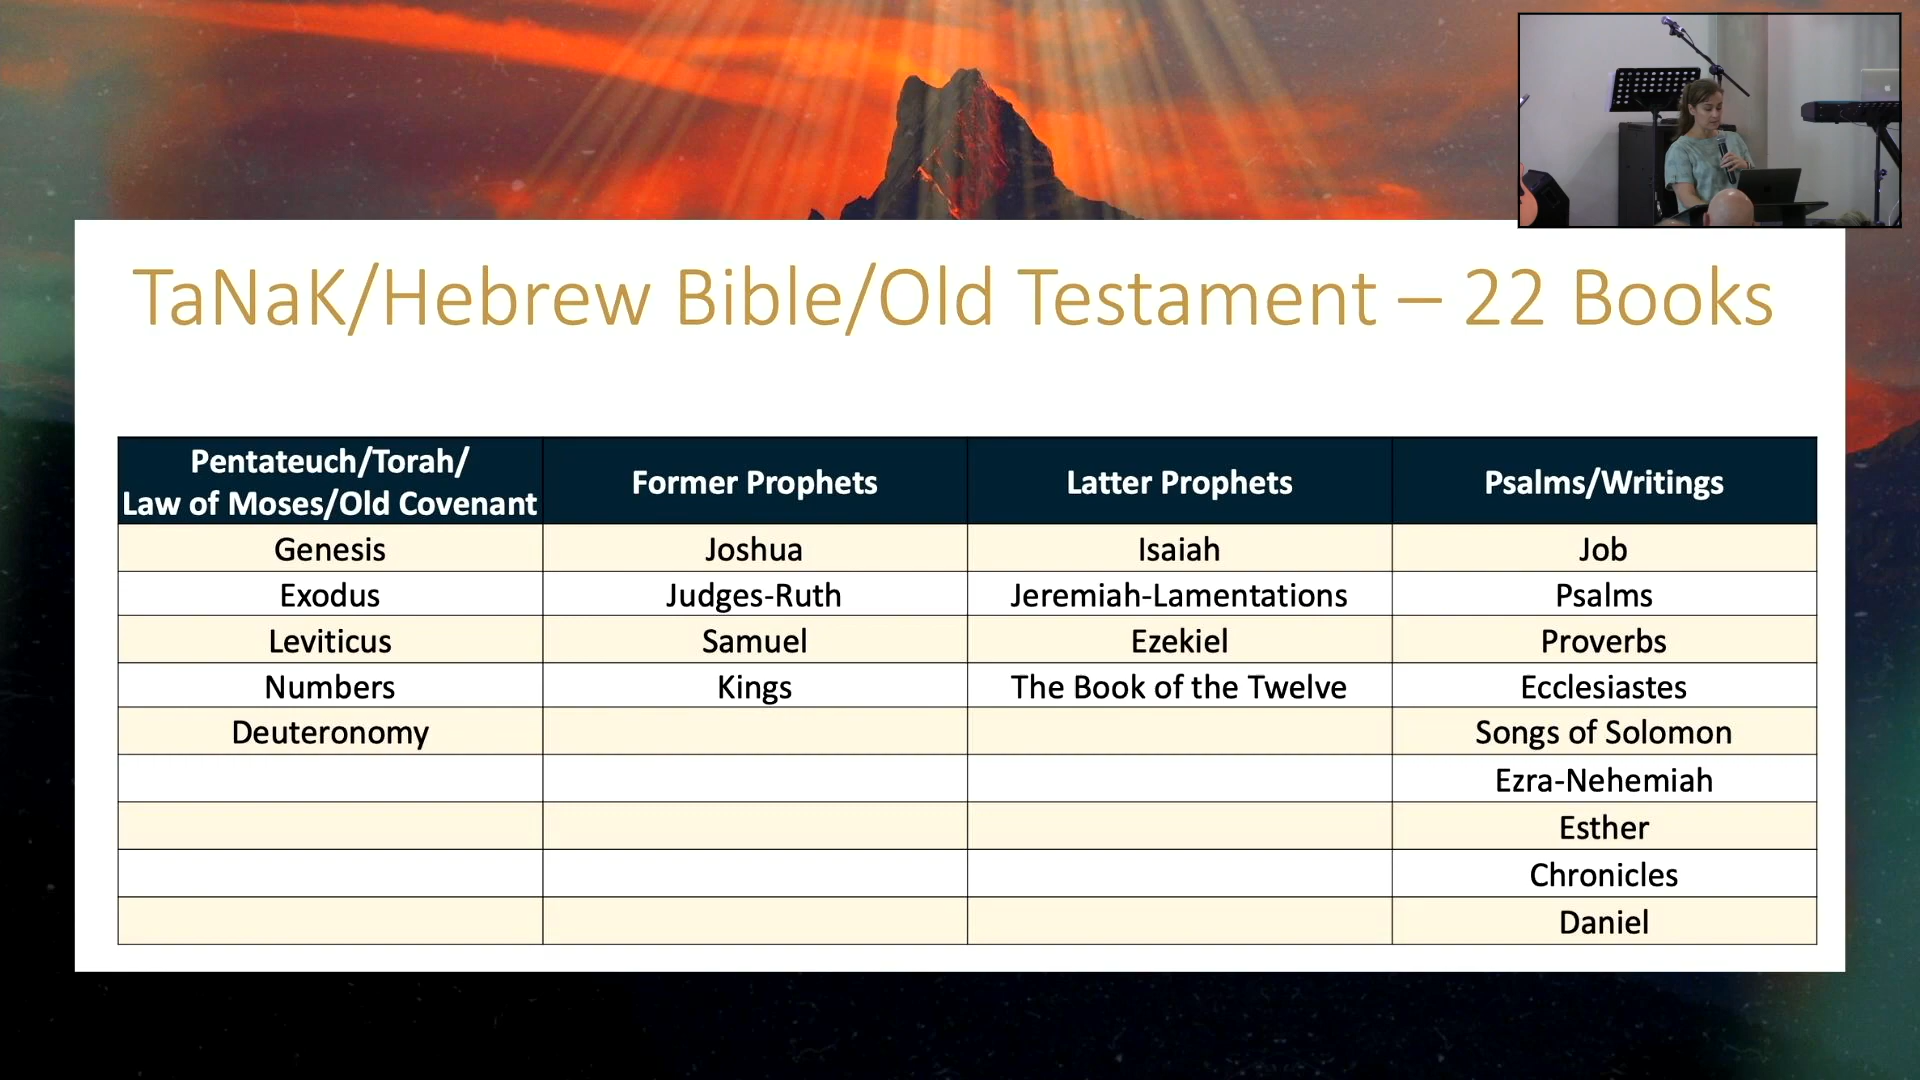 TaNaK/Hebrew Bible/Old Testament – 22 Books
Pentateuch/Torah/
Law of Moses/Old Covenant
Former Prophets
Latter Prophets
Psalms/Writings
Genesis
Joshua
Isaiah
Job
Exodus
Judges-Ruth
Jeremiah-Lamentations
Psalms
Leviticus
Samuel
Ezekiel
Proverbs
Numbers
Kings
The Book of the Twelve
Ecclesiastes
Deuteronomy
Songs of Solomon
Ezra-Nehemiah
Esther
Chronicles
Daniel